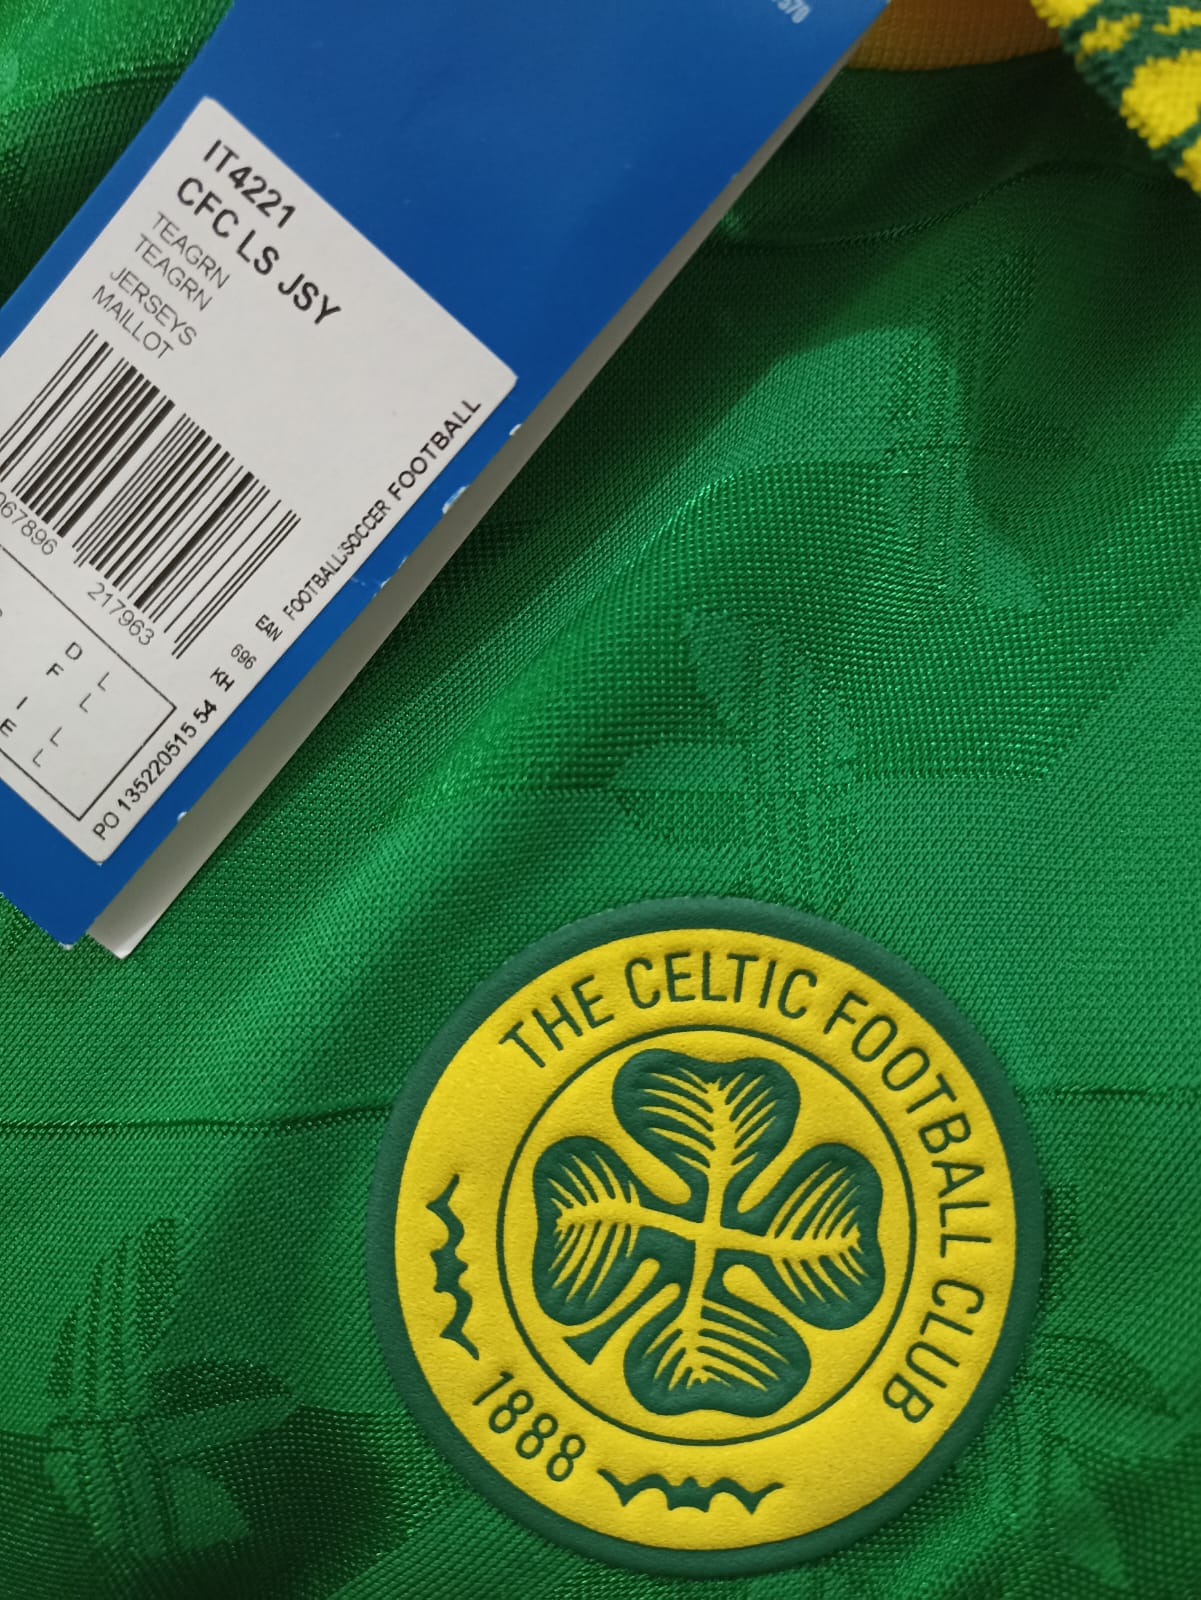 IT4221
CFC LS JSY
TEAGRN
TEAGRN
JERSEYS
MAILLOT
067896
217963
D L
F L
I L
E L
PO 135220515 54 KH 696 EAN
FOOTBALL/SOCCER FOOTBALL
THE CELTIC FOOTBALL CLUB
1888